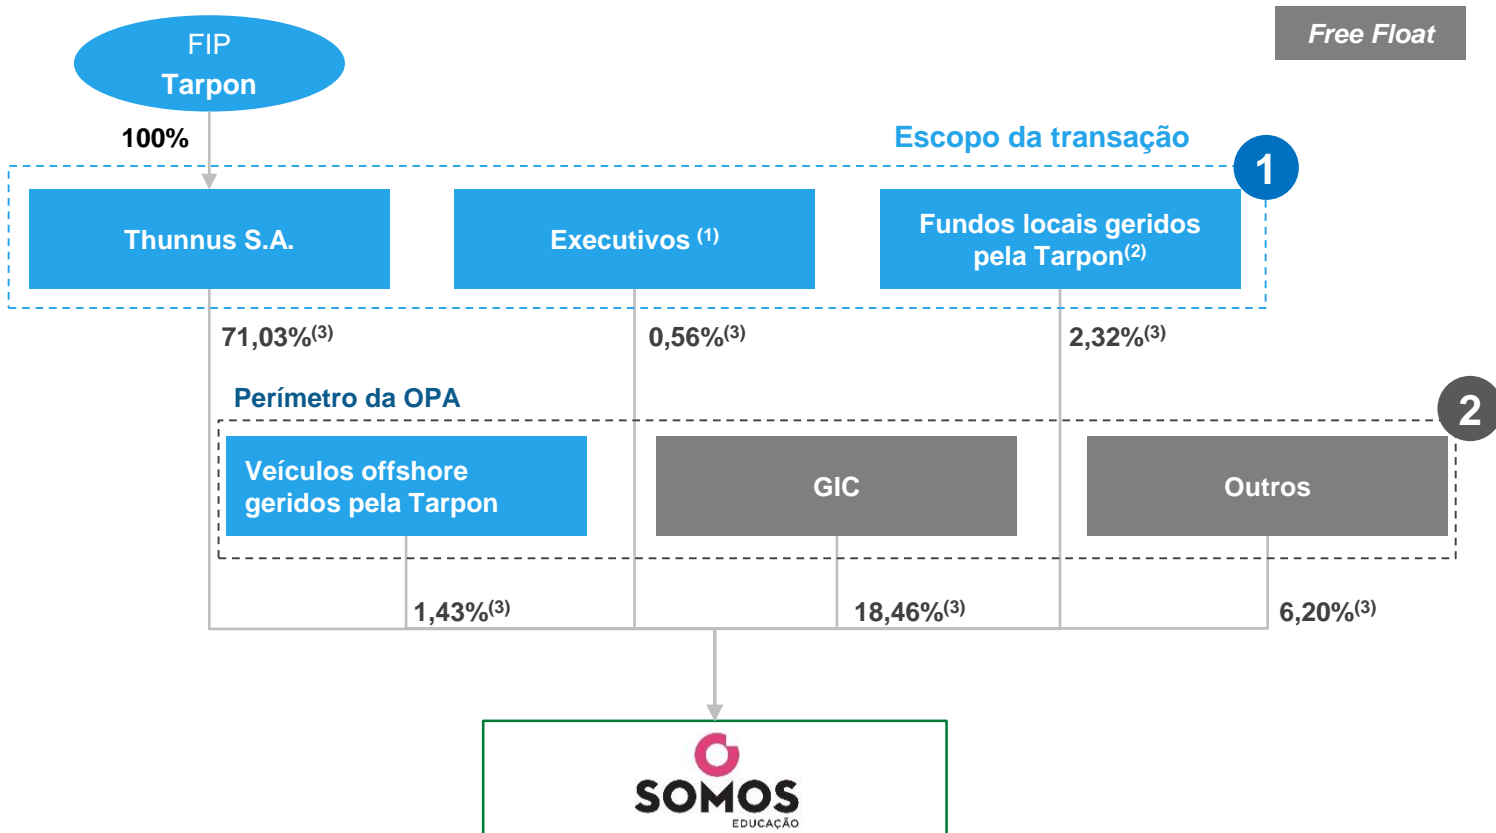 FIP
Tarpon
Free Float
100%
Escopo da transação
1
Thunnus S.A.
Executivos (1)
Fundos locais geridos
pela Tarpon(2)
71,03%(3)
0,56%(3)
2,32%(3)
Perímetro da OPA
2
Veículos offshore
geridos pela Tarpon
GIC
Outros
1,43%(3)
18,46%(3)
6,20%(3)
SOMOS
EDUCAÇÃO